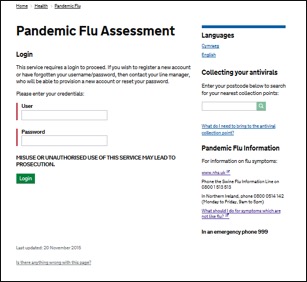 Home Health Pandemic Flu
Pandemic Flu Assessment
Login
This service requires a login to proceed. If you wish to register a new account
or have forgotten your username/password, then contact your line manager,
who will be able to provision a new account or reset your password.
Please enter your credentials:
User
Password
MISUSE OR UNAUTHORISED USE OF THIS SERVICE MAY LEAD TO
PROSECUTION.
Login
Last updated: 20 November 2015
Is there anything wrong with this page?
Languages
Cymraeg
English
Collecting your antivirals
Enter your postcode below to search
for your nearest collection points:
What do I need to bring to the antiviral
collection point?
Pandemic Flu Information
For information on flu symptoms:
www.nhs.uk
Phone the Swine Flu Information Line on
0800 1 513 513
In Northern Ireland, phone 0800 0514 142
(Monday to Friday, 9am to 5pm)
What should I do for symptoms which are
not the flu?
In an emergency phone 999